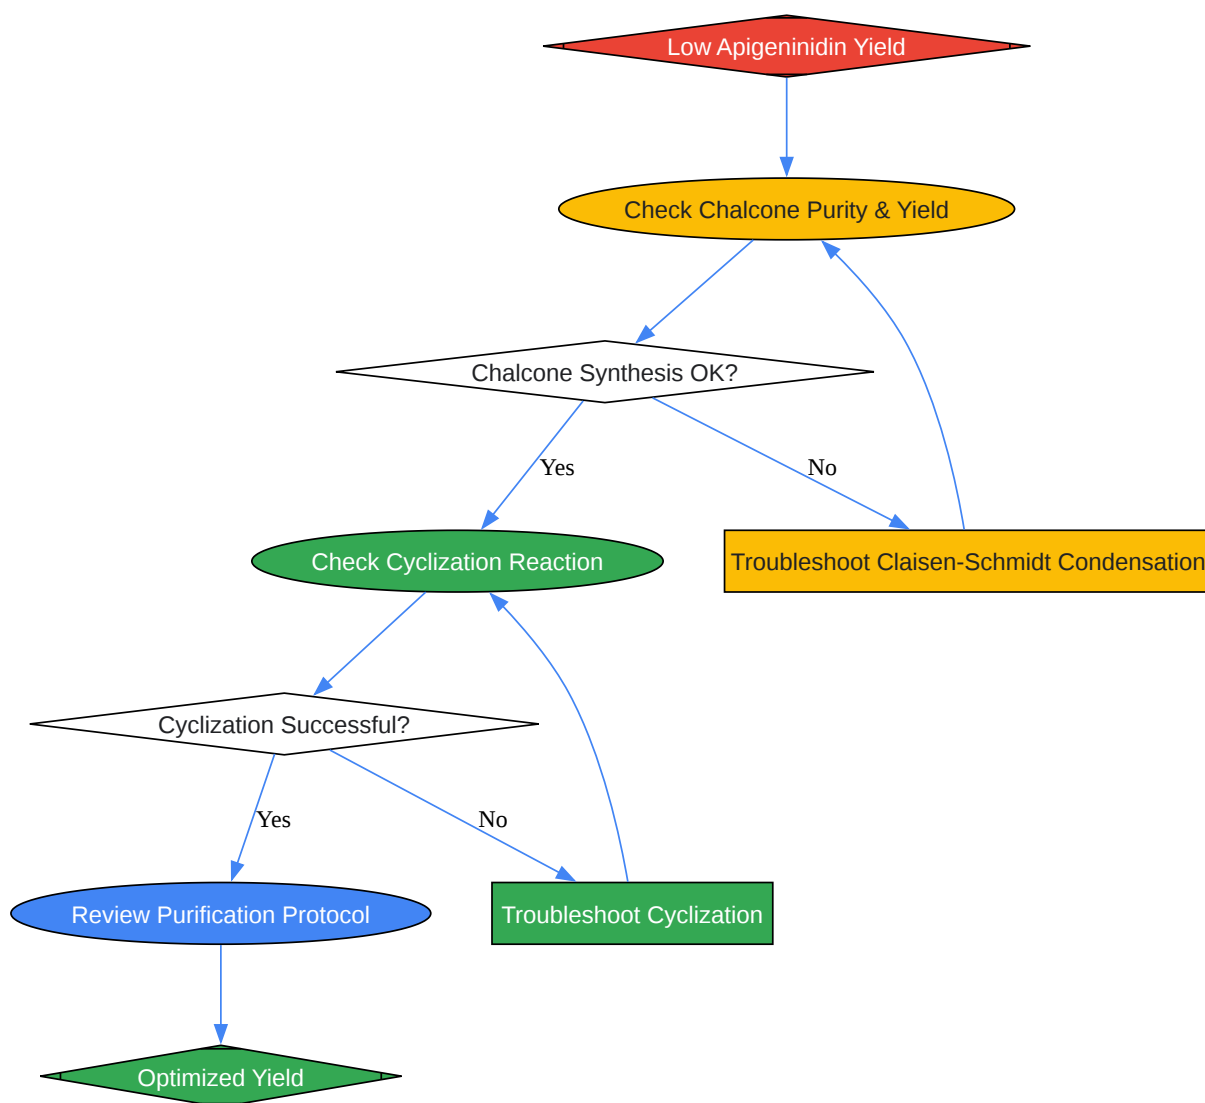 Low Apigeninidin Yield
Check Chalcone Purity & Yield
Chalcone Synthesis OK?
Yes
No
Check Cyclization Reaction
Troubleshoot Claisen-Schmidt Condensation
Cyclization Successful?
Yes
No
Review Purification Protocol
Troubleshoot Cyclization
Optimized Yield